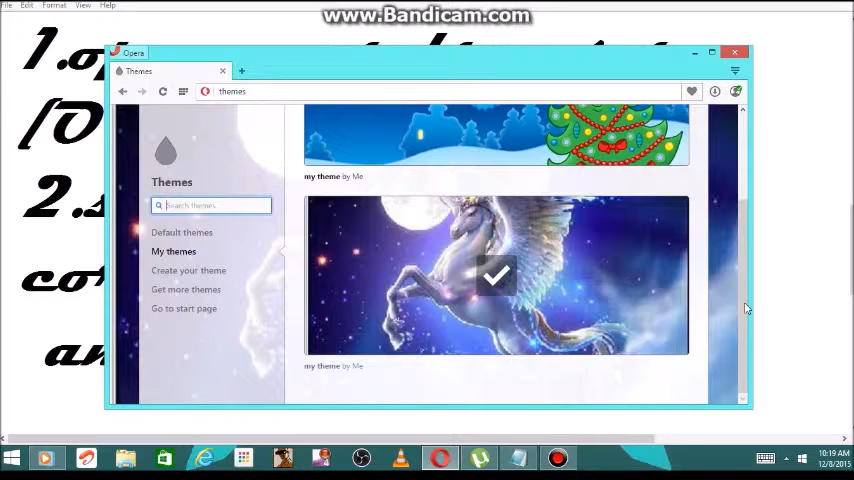 www.Bandicam.com
File Edit Format View Help
1.op
Opera
Themes
themes
(O
2.s
co
an
Themes
Search themes
Default themes
My themes
Create your theme
Get more themes
Go to start page
my theme by Me
my theme by Me
10:19 AM
12/8/2015